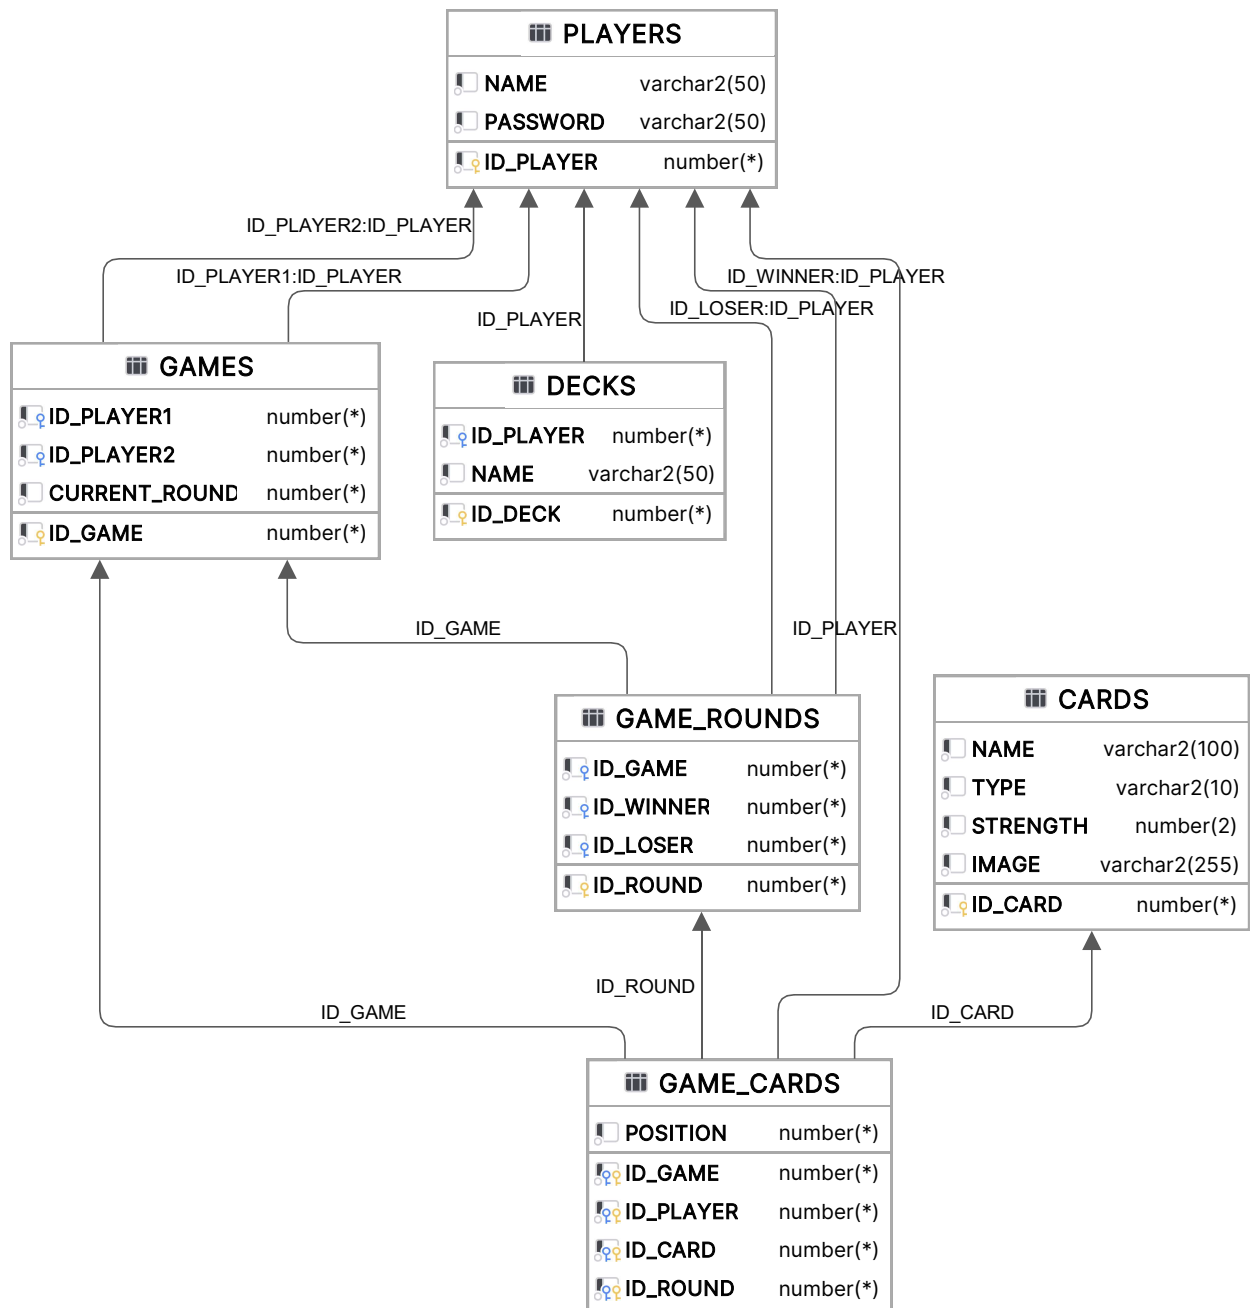 PLAYERS
NAME varchar2(50)
PASSWORD varchar2(50)
ID_PLAYER number(*)
ID_PLAYER2:ID_PLAYER
ID_PLAYER1:ID_PLAYER
ID_WINNER:ID_PLAYER
ID_LOSER:ID_PLAYER
ID_PLAYER
GAMES
ID_PLAYER1 number(*)
ID_PLAYER2 number(*)
CURRENT_ROUND number(*)
ID_GAME number(*)
DECKS
ID_PLAYER number(*)
NAME varchar2(50)
ID_DECK number(*)
ID_GAME
ID_PLAYER
GAME_ROUNDS
ID_GAME number(*)
ID_WINNER number(*)
ID_LOSER number(*)
ID_ROUND number(*)
CARDS
NAME varchar2(100)
TYPE varchar2(10)
STRENGTH number(2)
IMAGE varchar2(255)
ID_CARD number(*)
ID_ROUND
ID_GAME
ID_CARD
GAME_CARDS
POSITION number(*)
ID_GAME number(*)
ID_PLAYER number(*)
ID_CARD number(*)
ID_ROUND number(*)